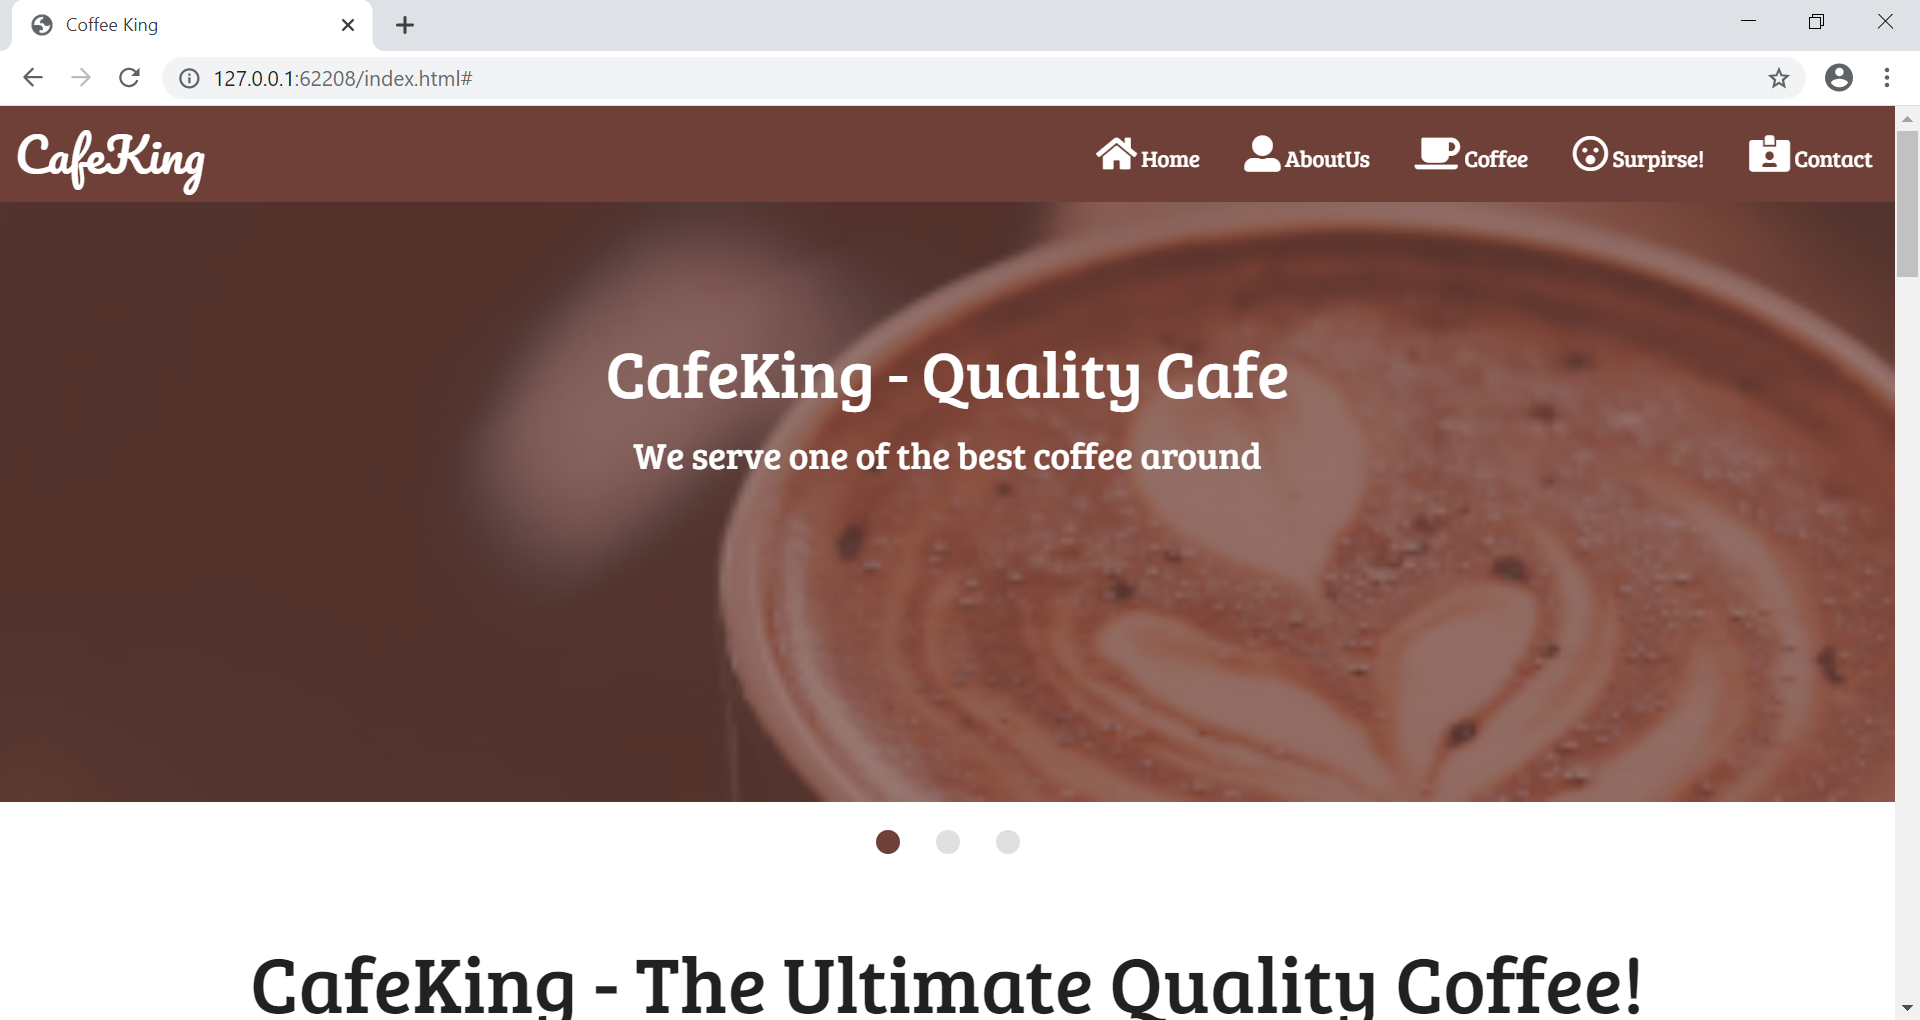 Coffee King
127.0.0.1:62208/index.html#
CafeKing
Home AboutUs Coffee Surpirse! Contact
CafeKing - Quality Cafe
We serve one of the best coffee around
CafeKing - The Ultimate Quality Coffee!